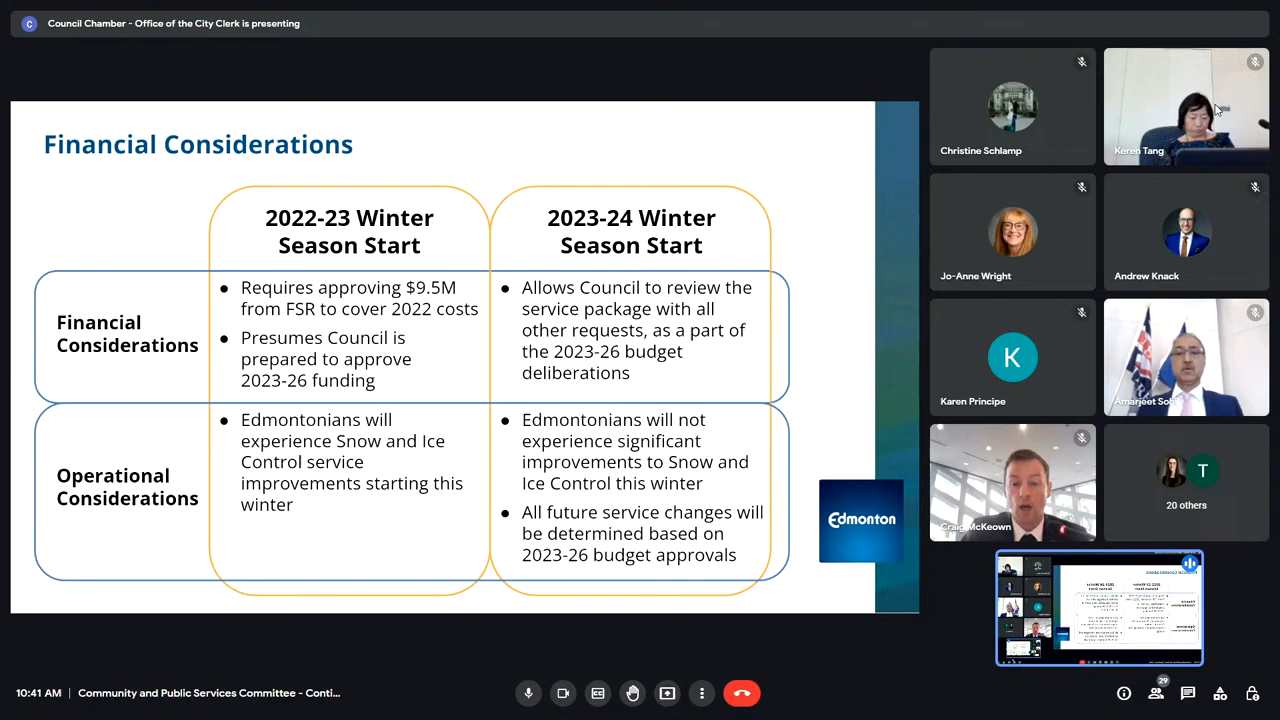 C
Council Chamber - Office of the City Clerk is presenting
Financial Considerations
2022-23 Winter
Season Start
2023-24 Winter
Season Start
Financial
Considerations
● Requires approving $9.5M
from FSR to cover 2022 costs
● Presumes Council is
prepared to approve
2023-26 funding
● Allows Council to review the
service package with all
other requests, as a part of
the 2023-26 budget
deliberations
Operational
Considerations
● Edmontonians will
experience Snow and Ice
Control service
improvements starting this
winter
● Edmontonians will not
experience significant
improvements to Snow and
Ice Control this winter
● All future service changes will
be determined based on
2023-26 budget approvals
Edmonton
Christine Schlamp
Keren Tang
Jo-Anne Wright
Andrew Knack
K
Karen Principe
Amarjeet Sohi
Craig McKeown
T
20 others
10:41 AM | Community and Public Services Committee - Conti...
29